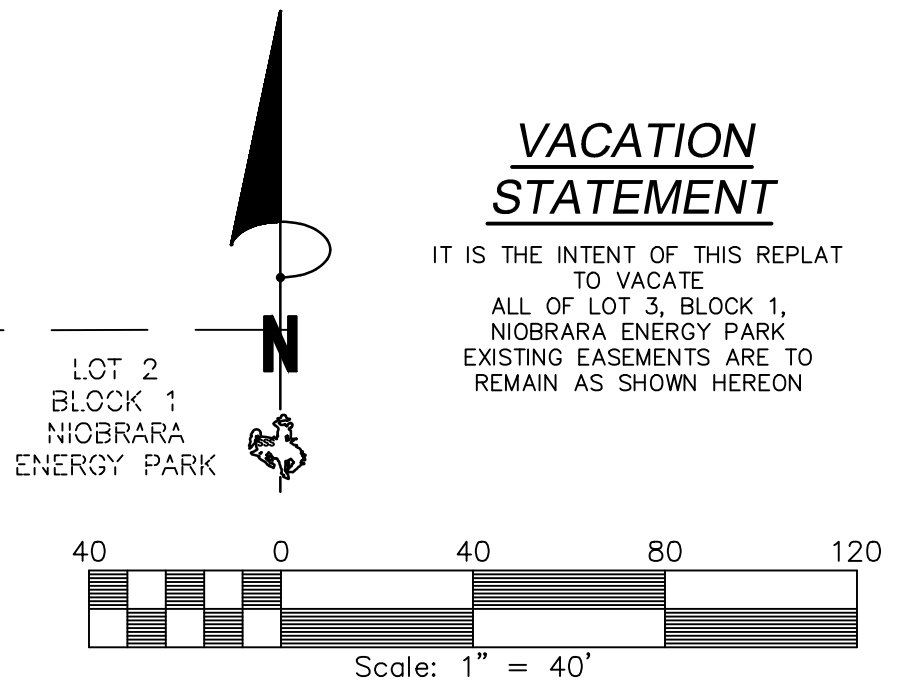 VACATION
STATEMENT
IT IS THE INTENT OF THIS REPLAT
TO VACATE
ALL OF LOT 3, BLOCK 1,
NIOBRARA ENERGY PARK
EXISTING EASEMENTS ARE TO
REMAIN AS SHOWN HEREON
N
LOT 2
BLOCK 1
NIOBRARA
ENERGY PARK
40 0 40 80 120
Scale: 1" = 40'